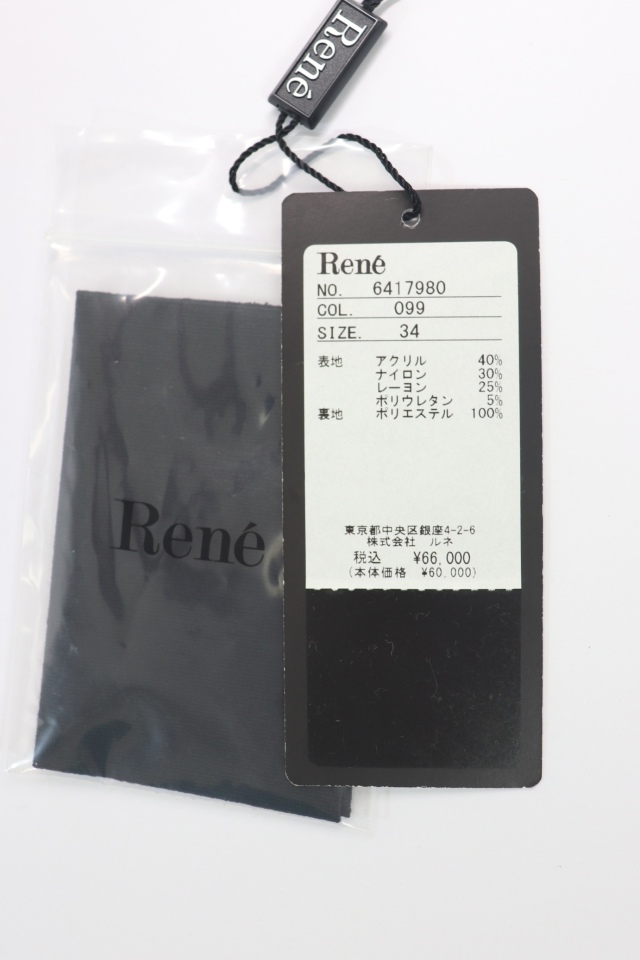 René
René
NO. 6417980
COL. 099
SIZE. 34
表地 アクリル 40%
ナイロン 30%
レーヨン 25%
ポリウレタン 5%
裏地 ポリエステル 100%
東京都中央区銀座4-2-6
株式会社 ルネ
税込 ¥66,000
(本体価格 ¥60,000)
René